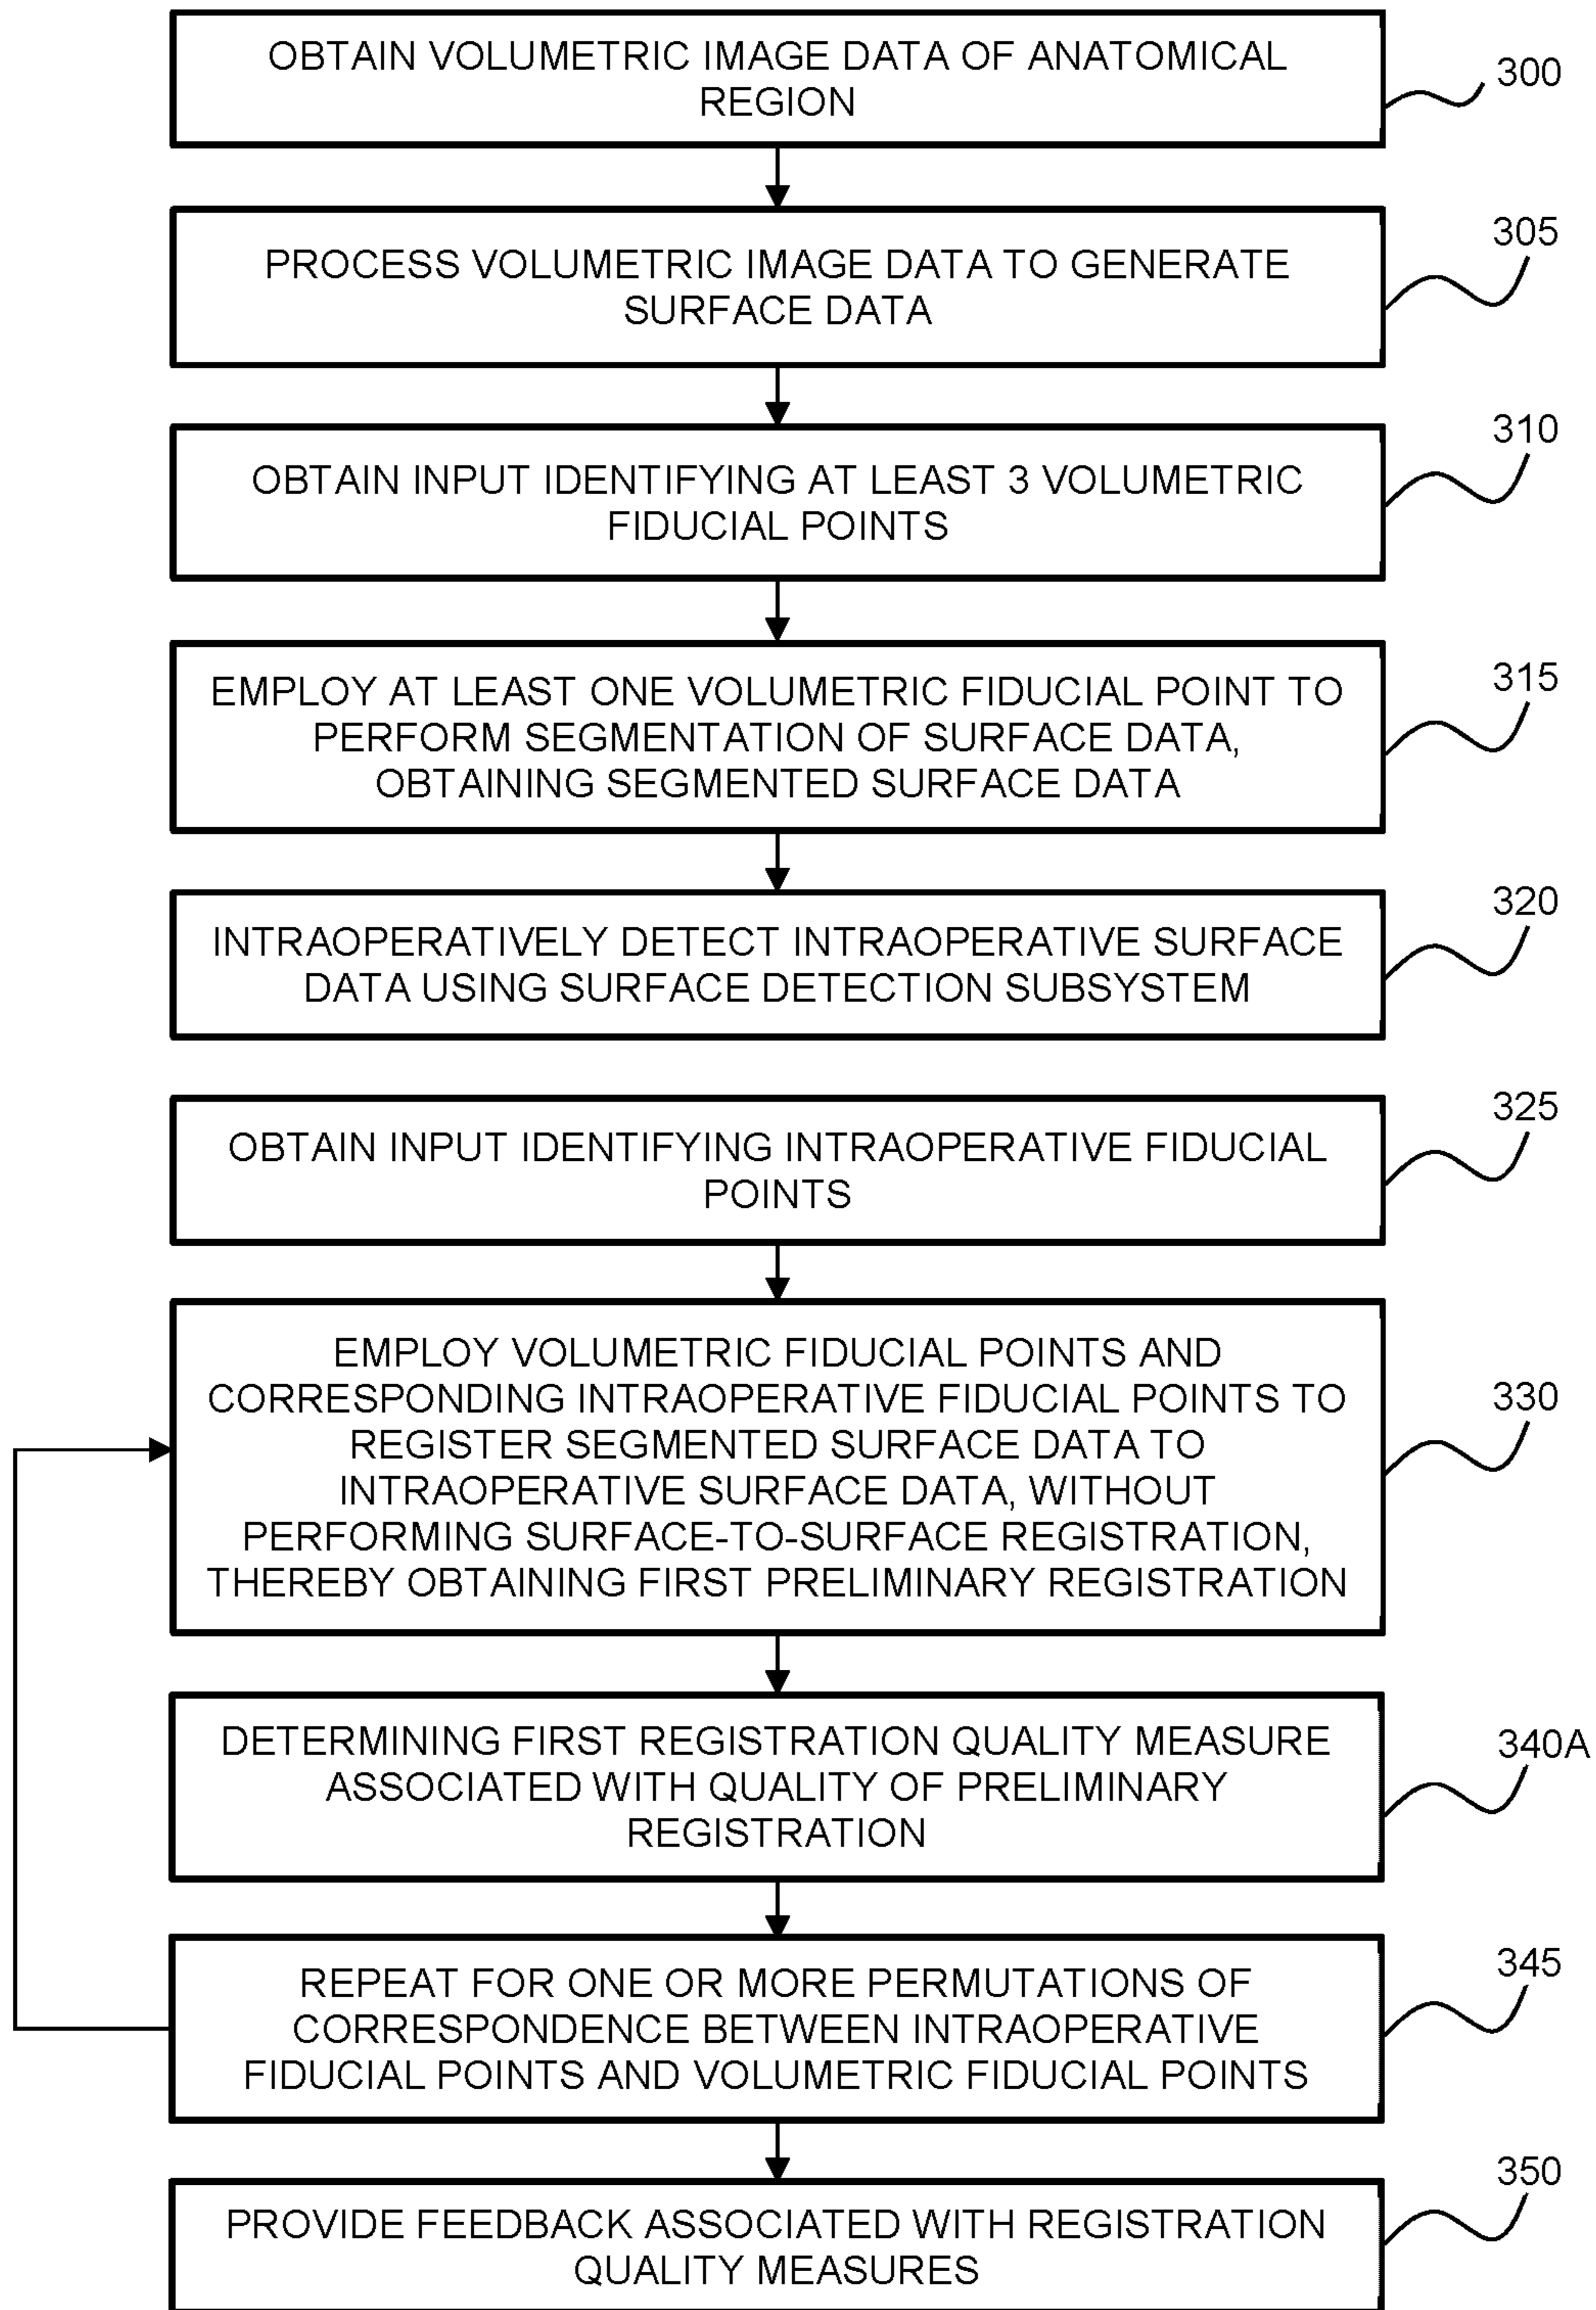 OBTAIN VOLUMETRIC IMAGE DATA OF ANATOMICAL
REGION
300
PROCESS VOLUMETRIC IMAGE DATA TO GENERATE
SURFACE DATA
305
OBTAIN INPUT IDENTIFYING AT LEAST 3 VOLUMETRIC
FIDUCIAL POINTS
310
EMPLOY AT LEAST ONE VOLUMETRIC FIDUCIAL POINT TO
PERFORM SEGMENTATION OF SURFACE DATA,
OBTAINING SEGMENTED SURFACE DATA
315
INTRAOPERATIVELY DETECT INTRAOPERATIVE SURFACE
DATA USING SURFACE DETECTION SUBSYSTEM
320
OBTAIN INPUT IDENTIFYING INTRAOPERATIVE FIDUCIAL
POINTS
325
EMPLOY VOLUMETRIC FIDUCIAL POINTS AND
CORRESPONDING INTRAOPERATIVE FIDUCIAL POINTS TO
REGISTER SEGMENTED SURFACE DATA TO
INTRAOPERATIVE SURFACE DATA, WITHOUT
PERFORMING SURFACE-TO-SURFACE REGISTRATION,
THEREBY OBTAINING FIRST PRELIMINARY REGISTRATION
330
DETERMINING FIRST REGISTRATION QUALITY MEASURE
ASSOCIATED WITH QUALITY OF PRELIMINARY
REGISTRATION
340A
REPEAT FOR ONE OR MORE PERMUTATIONS OF
CORRESPONDENCE BETWEEN INTRAOPERATIVE
FIDUCIAL POINTS AND VOLUMETRIC FIDUCIAL POINTS
345
PROVIDE FEEDBACK ASSOCIATED WITH REGISTRATION
QUALITY MEASURES
350